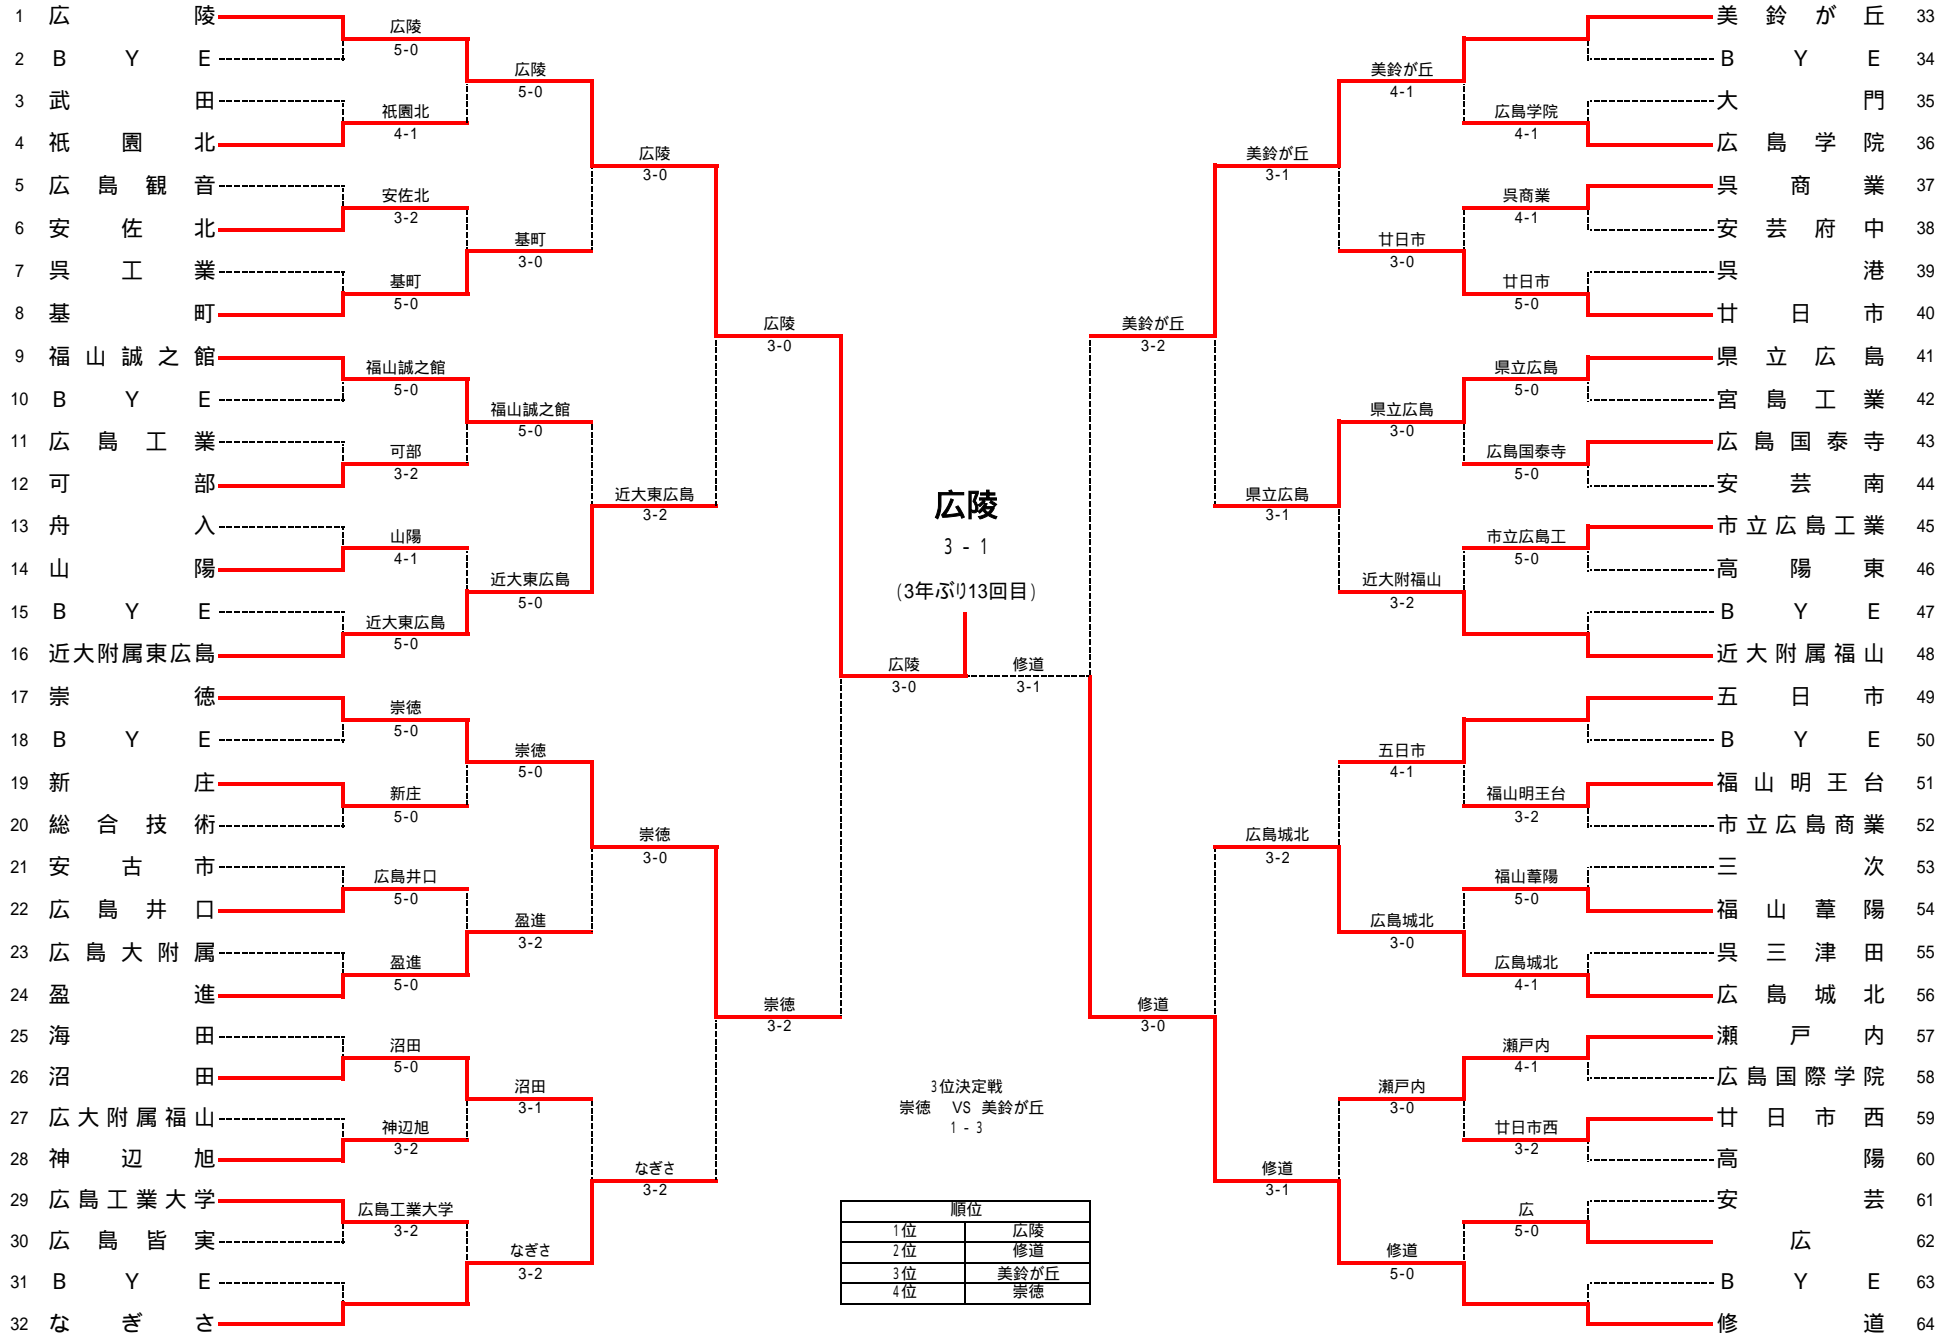 1 広陵
2 BYE
3 武田
4 祇園北
5 広島観音
6 安佐北
7 呉工業
8 基町
9 福山誠之館
10 BYE
11 広島工業
12 可部
13 舟入
14 山陽
15 BYE
16 近大附属東広島
17 崇徳
18 BYE
19 新庄
20 総合技術
21 安古市
22 広島井口
23 広島大附属
24 盈進
25 海田
26 沼田
27 広大附属福山
28 神辺旭
29 広島工業大学
30 広島皆実
31 BYE
32 なぎさ
広陵
5-0
祇園北
4-1
安佐北
3-2
基町
5-0
福山誠之館
5-0
可部
3-2
山陽
4-1
近大東広島
5-0
崇徳
5-0
新庄
5-0
広島井口
5-0
盈進
5-0
沼田
5-0
神辺旭
3-2
広島工業大学
3-2
広陵
5-0
基町
3-0
福山誠之館
5-0
近大東広島
5-0
崇徳
5-0
盈進
3-2
沼田
3-1
なぎさ
3-2
広陵
3-0
近大東広島
3-2
崇徳
3-0
なぎさ
3-2
広陵
3-0
崇徳
3-2
広陵
3-0
広陵
3 - 1
(3年ぶり13回目)
修道
3-1
3位決定戦
崇徳 VS 美鈴が丘
1 - 3
順位
1位 広陵
2位 修道
3位 美鈴が丘
4位 崇徳
美鈴が丘
3-2
修道
3-0
美鈴が丘
3-1
県立広島
3-1
広島城北
3-2
修道
3-1
美鈴が丘
4-1
廿日市
3-0
県立広島
3-0
近大附福山
3-2
五日市
4-1
広島城北
3-0
瀬戸内
3-0
修道
5-0
広島学院
4-1
呉商業
4-1
廿日市
5-0
県立広島
5-0
広島国泰寺
5-0
市立広島工
5-0
福山明王台
3-2
福山葦陽
5-0
広島城北
4-1
瀬戸内
4-1
廿日市西
3-2
広
5-0
美鈴が丘 33
BYE 34
大門 35
広島学院 36
呉商業 37
安芸府中 38
呉港 39
廿日市 40
県立広島 41
宮島工業 42
広島国泰寺 43
安芸南 44
市立広島工業 45
高陽東 46
BYE 47
近大附属福山 48
五日市 49
BYE 50
福山明王台 51
市立広島商業 52
三次 53
福山葦陽 54
呉三津田 55
広島城北 56
瀬戸内 57
広島国際学院 58
廿日市西 59
高陽 60
安芸 61
広 62
BYE 63
修道 64